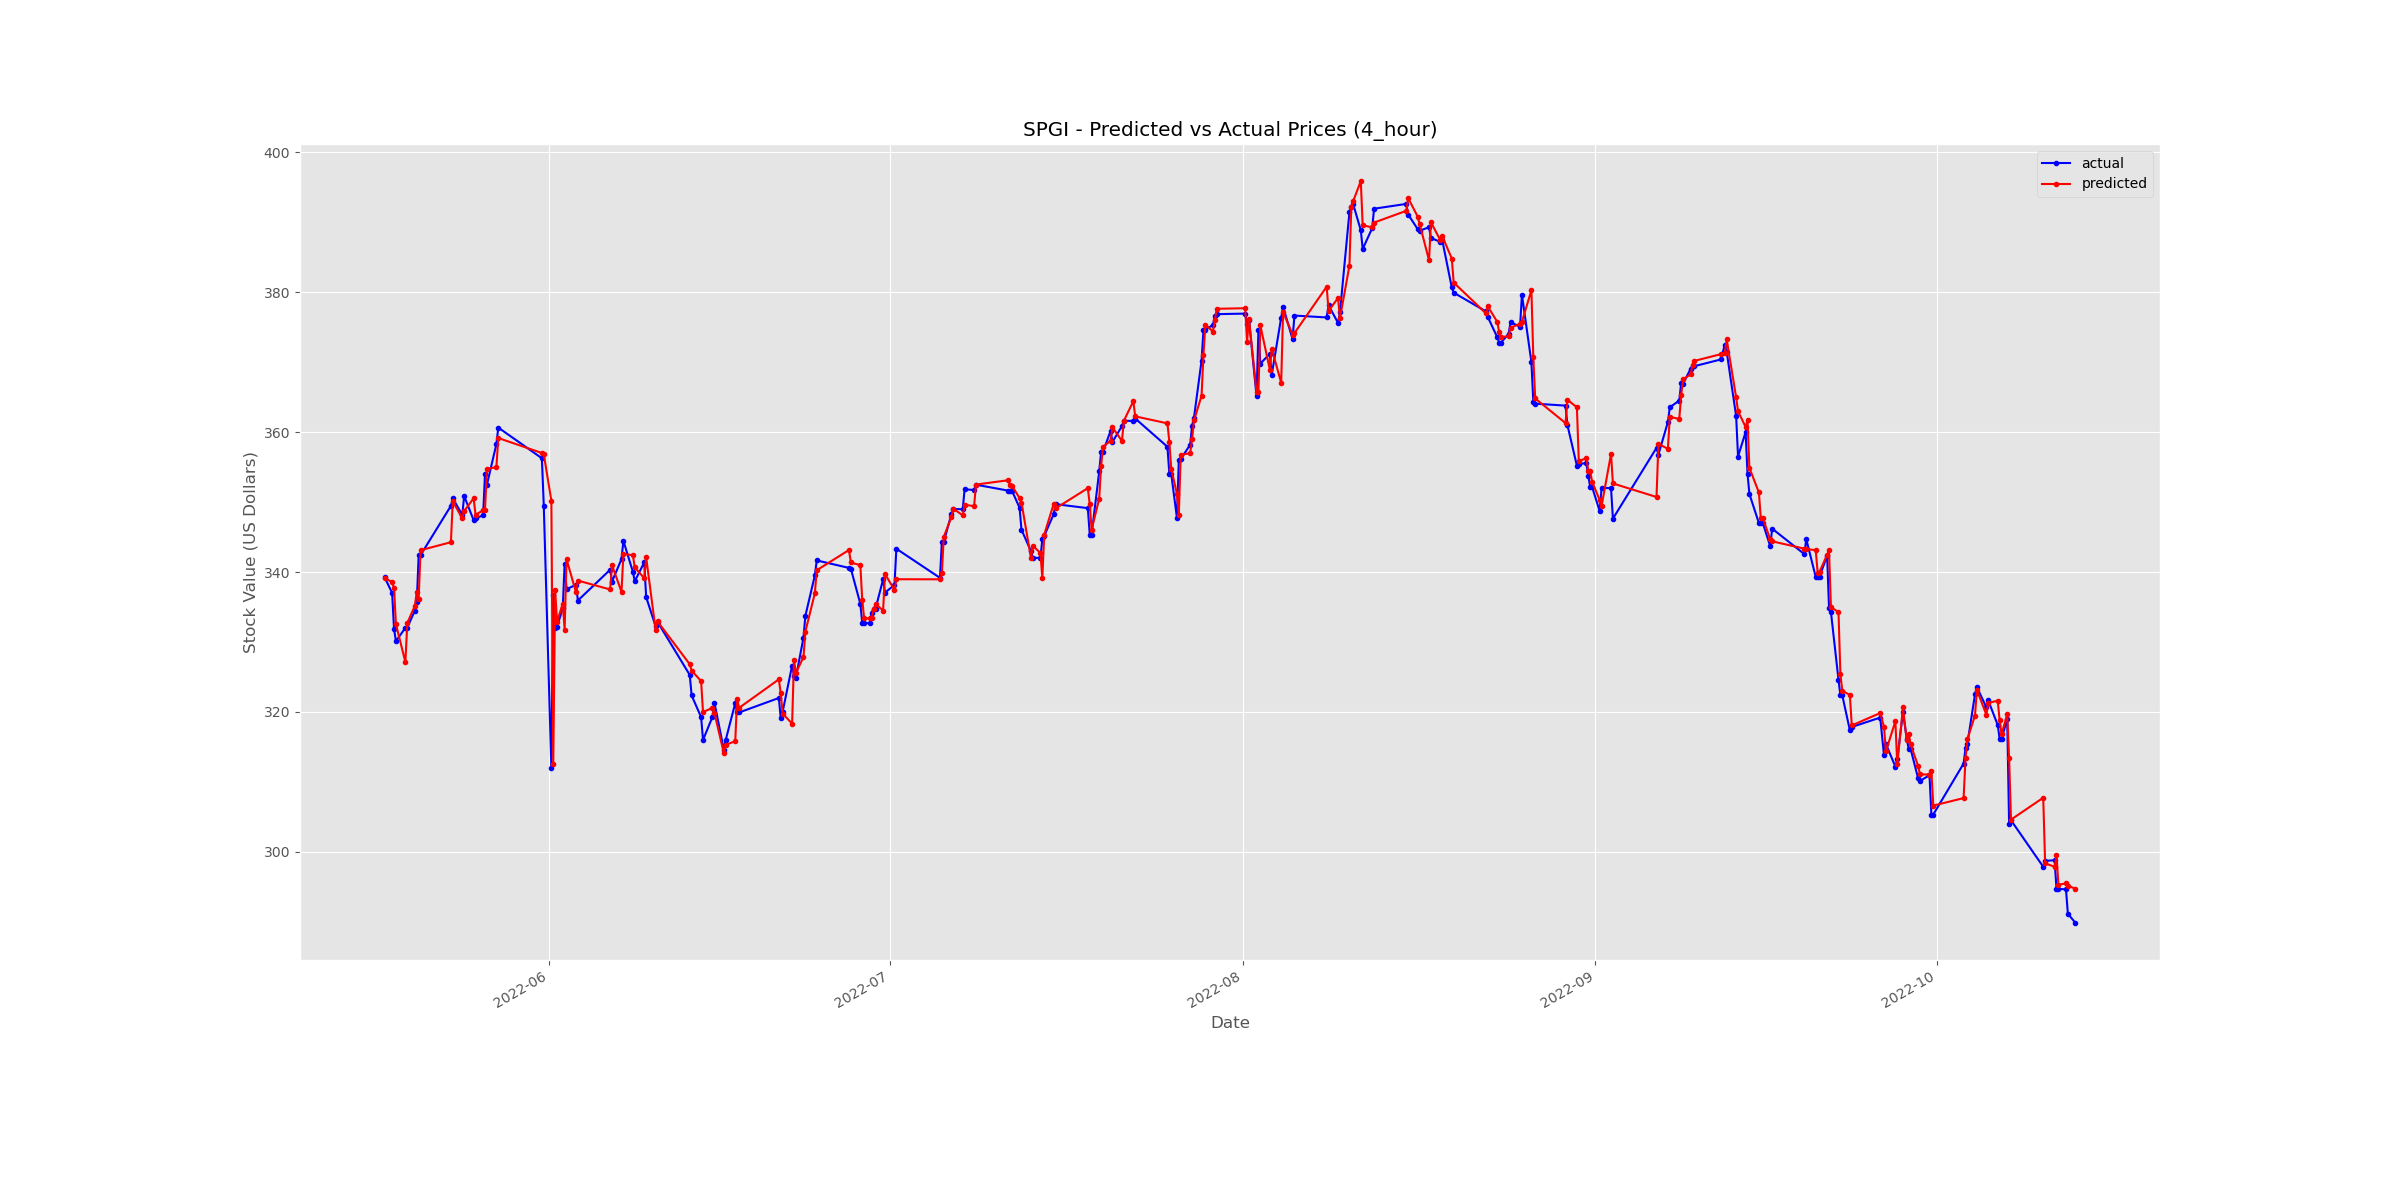 SPGI - Predicted vs Actual Prices (4_hour)
actual
predicted
400
380
360
340
320
300
Stock Value (US Dollars)
2022-06
2022-07
2022-08
2022-09
2022-10
Date